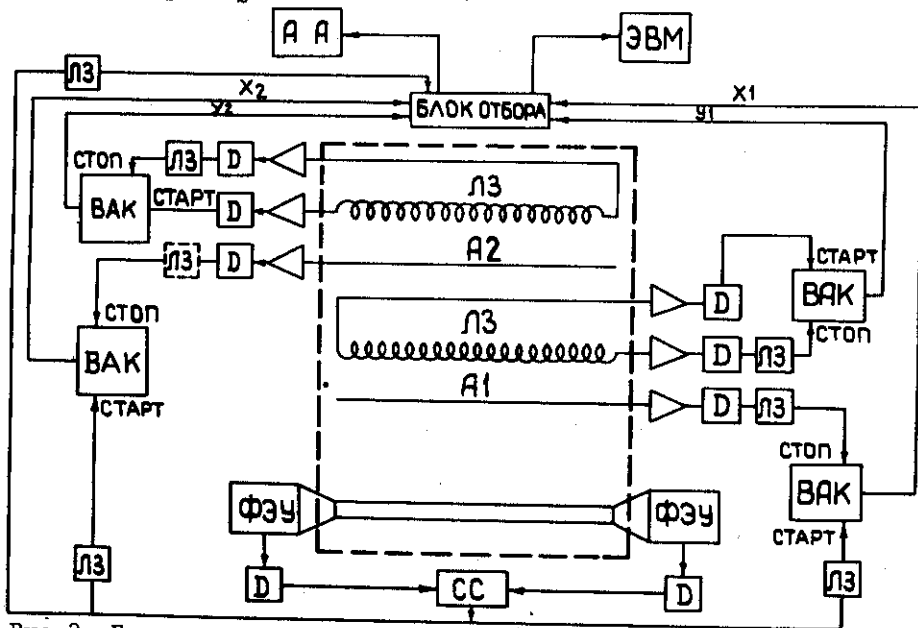 А А
ЭВМ
ЛЗ
X2
X1
У2
У1
БЛОК ОТБОРА
СТОП
ЛЗ
D
ЛЗ
ВАК
СТАРТ
D
ЛЗ
D
А2
СТАРТ
D
ВАК
СТОП
ЛЗ
СТОП
ВАК
D
ЛЗ
СТАРТ
А1
D
ЛЗ
СТОП
ВАК
ФЭУ
ФЭУ
СТАРТ
ЛЗ
D
СС
D
ЛЗ